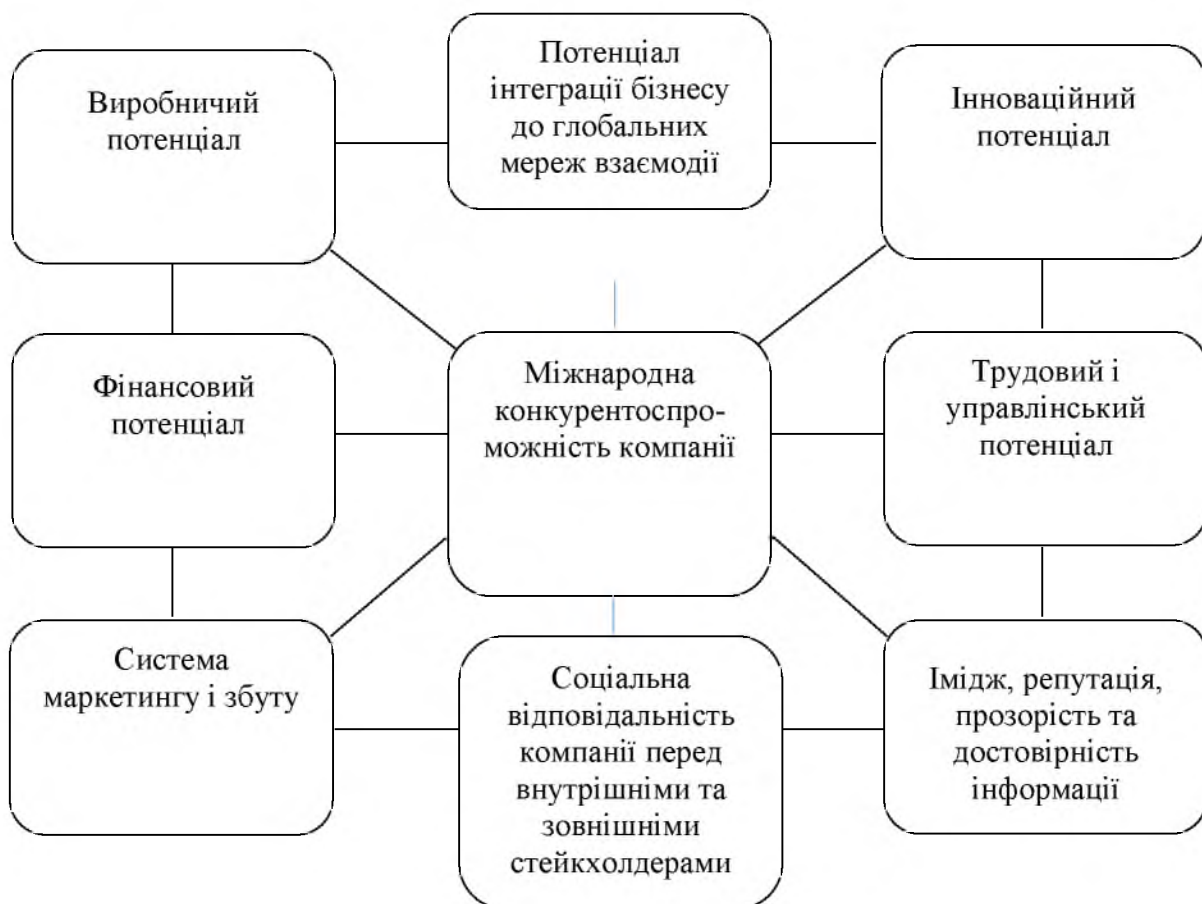 Виробничий
потенціал
Потенціал
інтеграції бізнесу
до глобальних
мереж взаємодії
Інноваційний
потенціал
Фінансовий
потенціал
Міжнародна
конкурентоспро-
можність компанії
Трудовий і
управлінський
потенціал
Система
маркетингу і збуту
Соціальна
відповідальність
компанії перед
внутрішніми та
зовнішніми
стейкхолдерами
Імідж, репутація,
прозорість та
достовірність
інформації